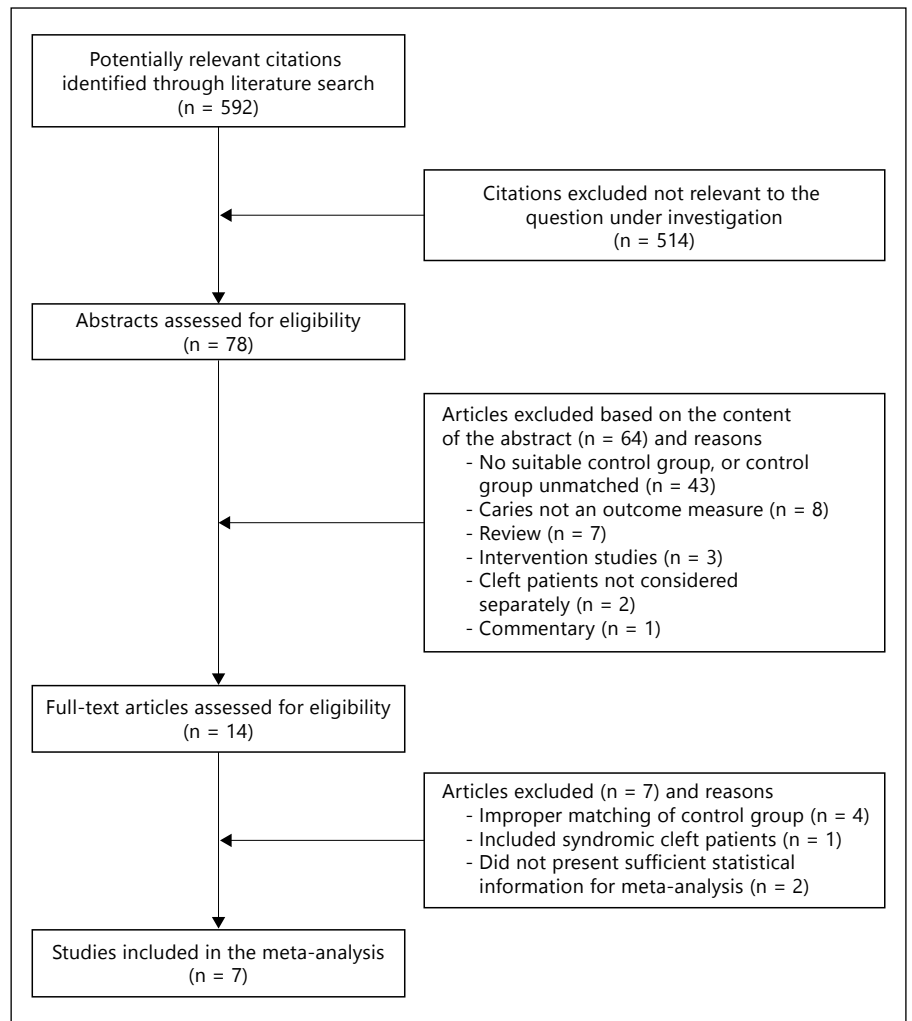 Potentially relevant citations
identified through literature search
(n = 592)
Citations excluded not relevant to the
question under investigation
(n = 514)
Abstracts assessed for eligibility
(n = 78)
Articles excluded based on the content
of the abstract (n = 64) and reasons
- No suitable control group, or control
group unmatched (n = 43)
- Caries not an outcome measure (n = 8)
- Review (n = 7)
- Intervention studies (n = 3)
- Cleft patients not considered
separately (n = 2)
- Commentary (n = 1)
Full-text articles assessed for eligibility
(n = 14)
Articles excluded (n = 7) and reasons
- Improper matching of control group (n = 4)
- Included syndromic cleft patients (n = 1)
- Did not present sufficient statistical
information for meta-analysis (n = 2)
Studies included in the meta-analysis
(n = 7)